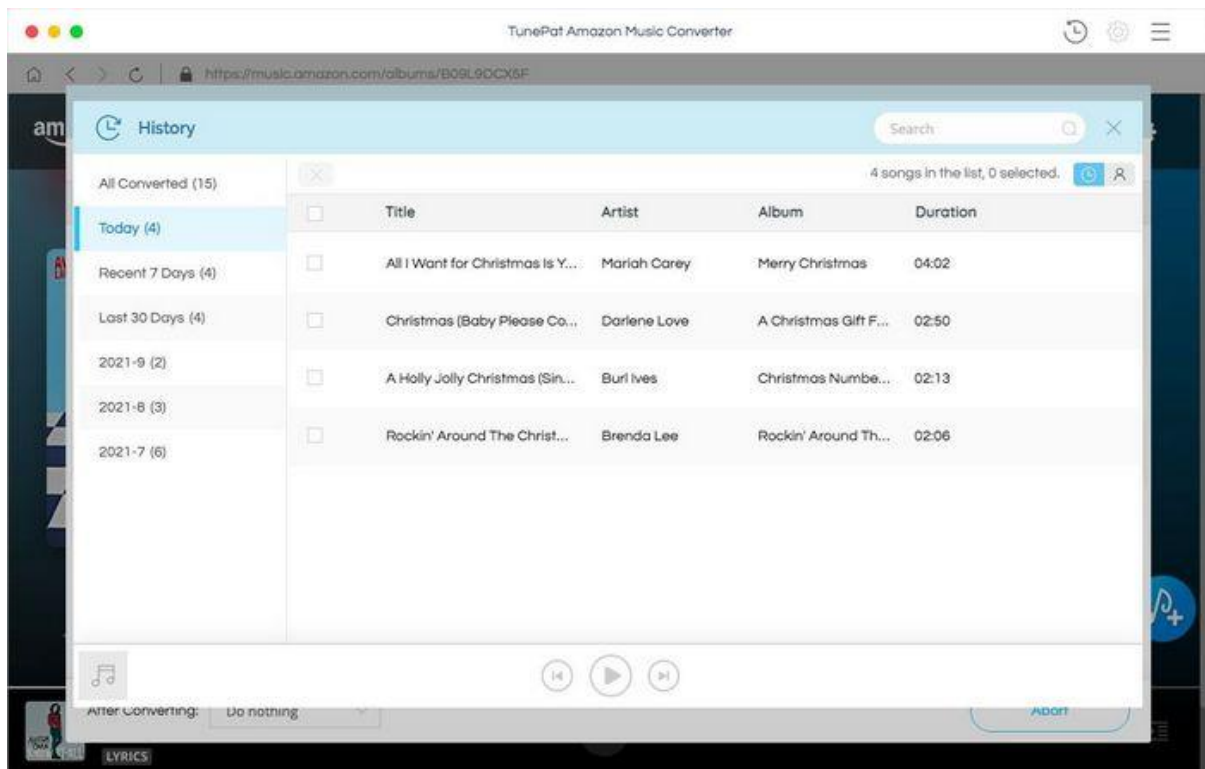 TunePat Amazon Music Converter
https://music.amazon.com/albums/B09L9DCX6F
am
History
Search
All Converted (15)
4 songs in the list, 0 selected.
Today (4)
Title Artist Album Duration
Recent 7 Days (4)
All I Want for Christmas Is Y... Mariah Carey Merry Christmas 04:02
Last 30 Days (4)
Christmas (Baby Please Co... Darlene Love A Christmas Gift F... 02:50
2021-9 (2)
A Holly Jolly Christmas (Sin... Burl Ives Christmas Numbe... 02:13
2021-8 (3)
Rockin' Around The Christ... Brenda Lee Rockin' Around Th... 02:06
2021-7 (6)
After Converting: Do nothing
Abort
LYRICS